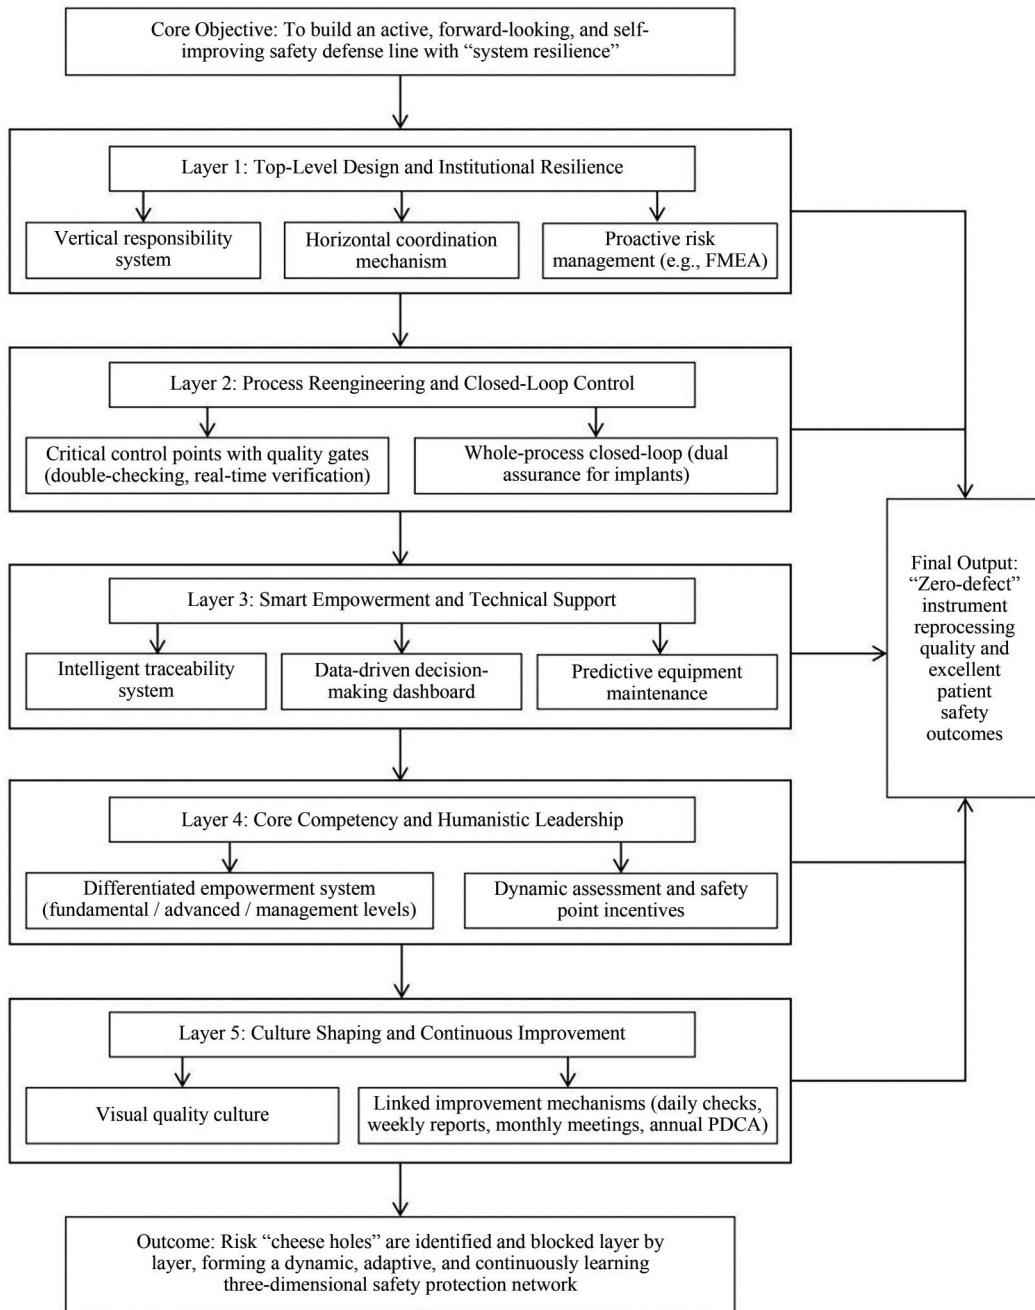 Core Objective: To build an active, forward-looking, and self-
improving safety defense line with “system resilience”
Layer 1: Top-Level Design and Institutional Resilience
Vertical responsibility
system
Horizontal coordination
mechanism
Proactive risk
management (e.g., FMEA)
Layer 2: Process Reengineering and Closed-Loop Control
Critical control points with quality gates
(double-checking, real-time verification)
Whole-process closed-loop (dual
assurance for implants)
Layer 3: Smart Empowerment and Technical Support
Intelligent traceability
system
Data-driven decision-
making dashboard
Predictive equipment
maintenance
Final Output:
“Zero-defect”
instrument
reprocessing
quality and
excellent
patient
safety
outcomes
Layer 4: Core Competency and Humanistic Leadership
Differentiated empowerment system
(fundamental / advanced / management levels)
Dynamic assessment and safety
point incentives
Layer 5: Culture Shaping and Continuous Improvement
Visual quality culture
Linked improvement mechanisms (daily checks,
weekly reports, monthly meetings, annual PDCA)
Outcome: Risk “cheese holes” are identified and blocked layer by
layer, forming a dynamic, adaptive, and continuously learning
three-dimensional safety protection network